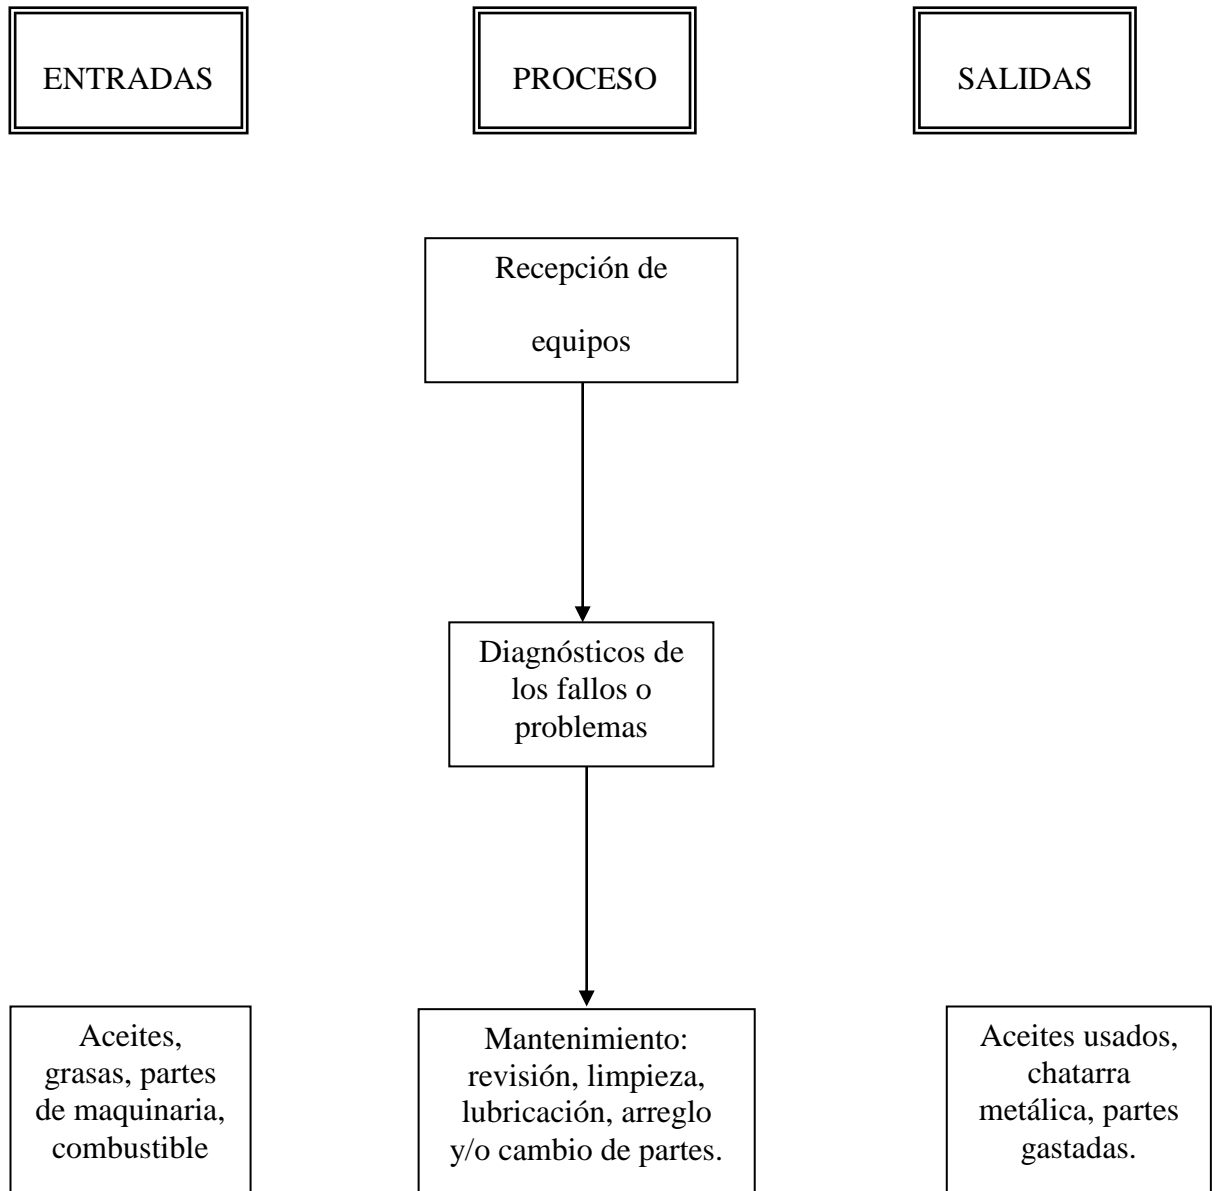 ENTRADAS
PROCESO
SALIDAS
Recepción de
equipos
Diagnósticos de
los fallos o
problemas
Aceites,
grasas, partes
de maquinaria,
combustible
Mantenimiento:
revisión, limpieza,
lubricación, arreglo
y/o cambio de partes.
Aceites usados,
chatarra
metálica, partes
gastadas.